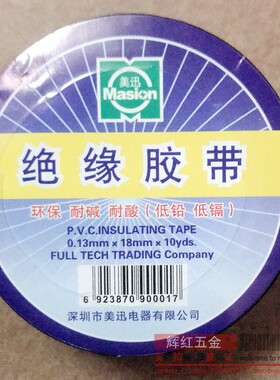 美迅
Masion
绝缘胶带
环保 耐碱 耐酸（低铅 低镉）
P.V.C.INSULATING TAPE
0.13mm x 18mm x 10yds.
FULL TECH TRADING Company
6 923870 900017
深圳市美迅电器有限公司
辉红五金